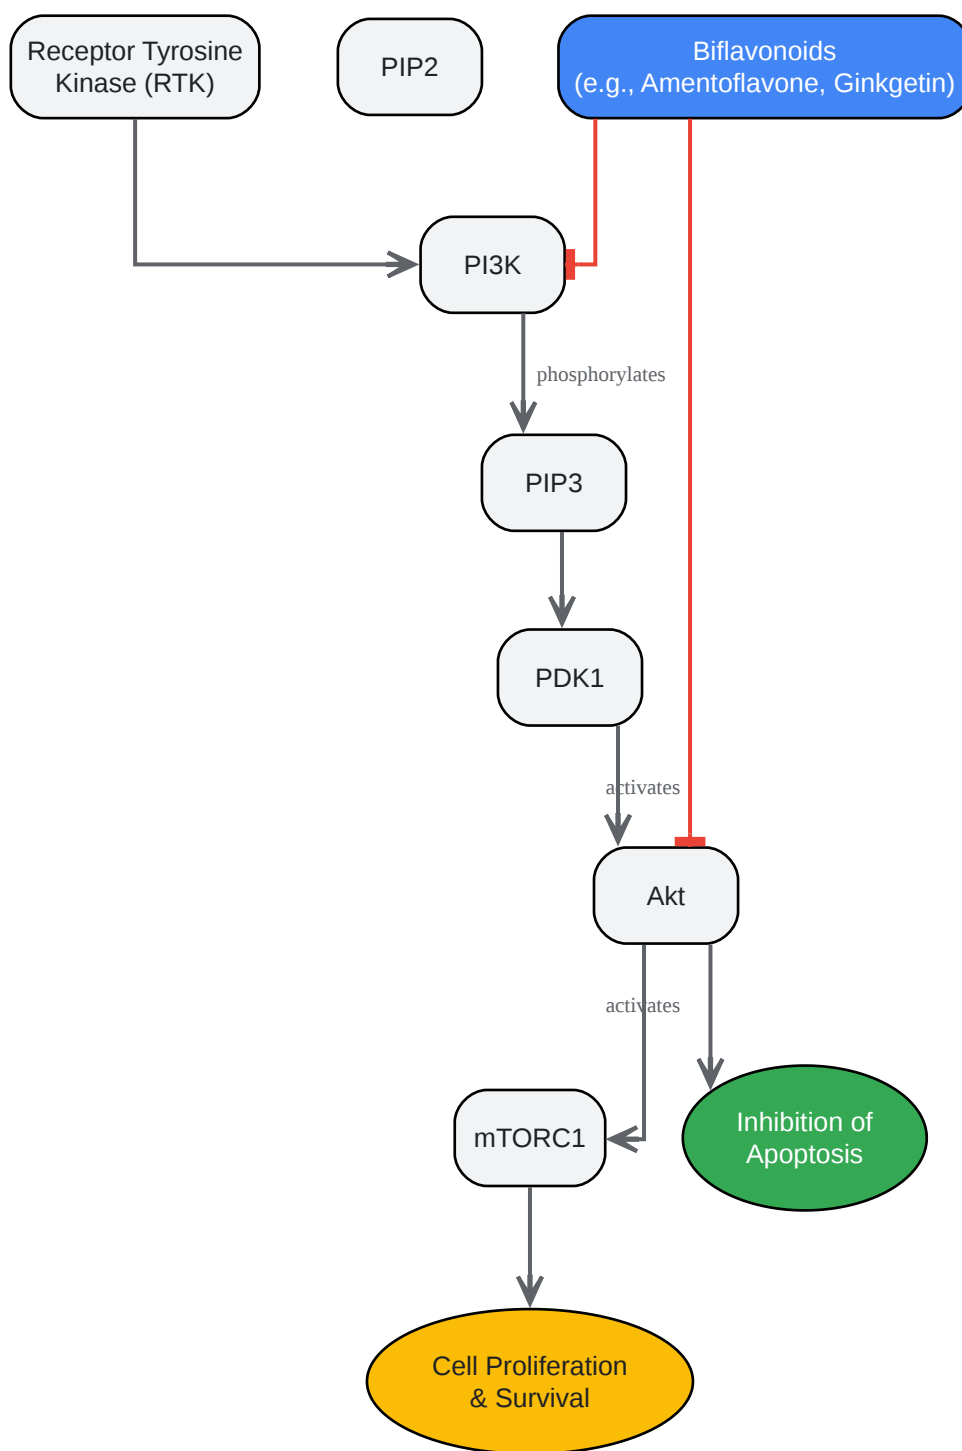 Receptor Tyrosine
Kinase (RTK)
PIP2
Biflavonoids
(e.g., Amentoflavone, Ginkgetin)
PI3K
phosphorylates
PIP3
PDK1
activates
Akt
activates
mTORC1
Inhibition of
Apoptosis
Cell Proliferation
& Survival